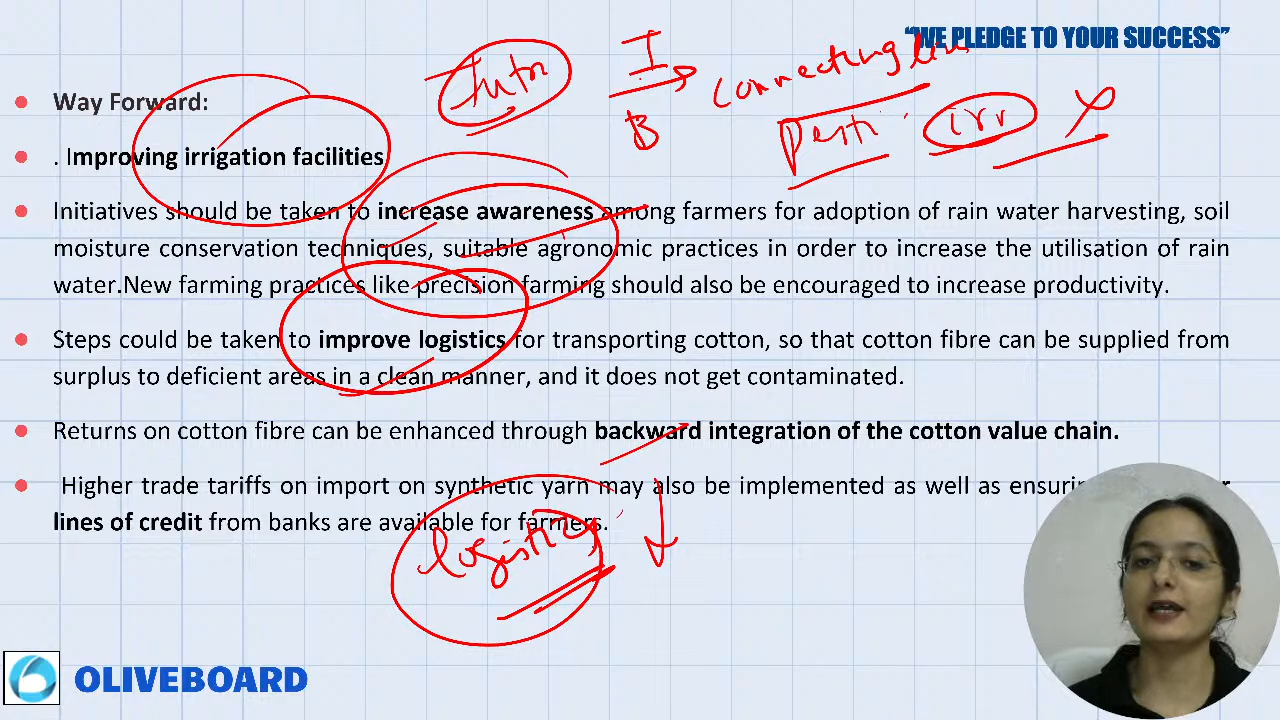 “WE PLEDGE TO YOUR SUCCESS”
Jute
I
B
connecting
Pesti
irr
Way Forward:
. Improving irrigation facilities
Initiatives should be taken to increase awareness among farmers for adoption of rain water harvesting, soil
moisture conservation techniques, suitable agronomic practices in order to increase the utilisation of rain
water.New farming practices like precision farming should also be encouraged to increase productivity.
Steps could be taken to improve logistics for transporting cotton, so that cotton fibre can be supplied from
surplus to deficient areas in a clean manner, and it does not get contaminated.
Returns on cotton fibre can be enhanced through backward integration of the cotton value chain.
Higher trade tariffs on import on synthetic yarn may also be implemented as well as
lines of credit from banks are available for farmers.
logistics
OLIVEBOARD